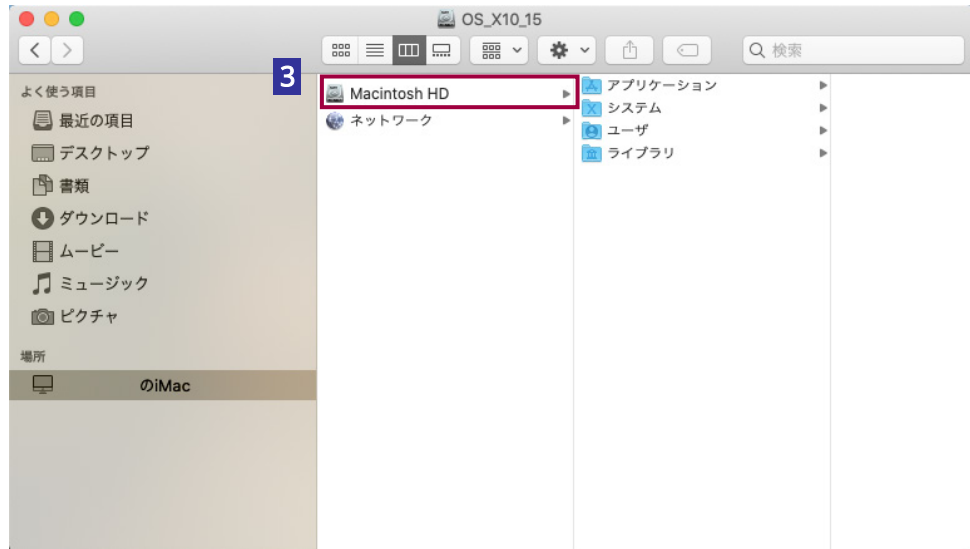 OS_X10_15
検索
3
よく使う項目
最近の項目
デスクトップ
書類
ダウンロード
ムービー
ミュージック
ピクチャ
場所
のiMac
Macintosh HD
ネットワーク
アプリケーション
システム
ユーザ
ライブラリ